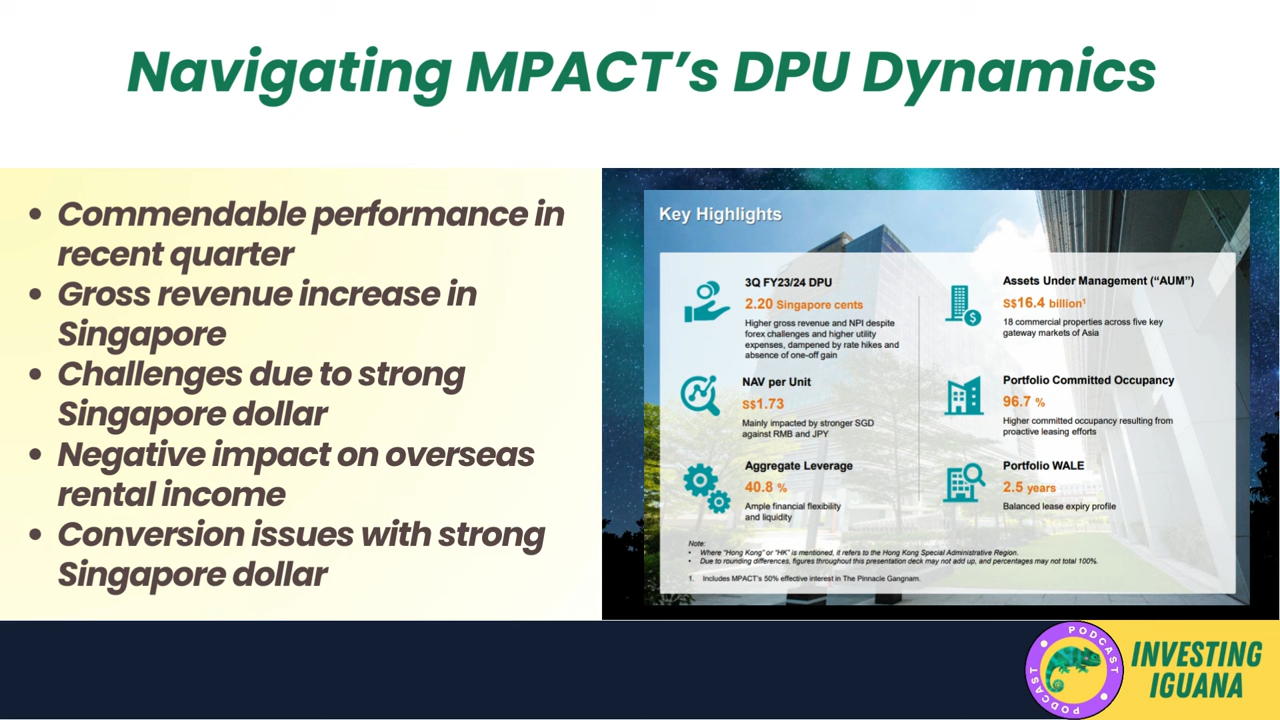 Navigating MPACT’s DPU Dynamics
• Commendable performance in
recent quarter
• Gross revenue increase in
Singapore
• Challenges due to strong
Singapore dollar
• Negative impact on overseas
rental income
• Conversion issues with strong
Singapore dollar
Key Highlights
3Q FY23/24 DPU
2.20 Singapore cents
Higher gross revenue and NPI despite
forex challenges and higher utility
expenses, dampened by rate hikes and
absence of one-off gain
NAV per Unit
S$1.73
Mainly impacted by stronger SGD
against RMB and JPY
Aggregate Leverage
40.8 %
Ample financial flexibility
and liquidity
Assets Under Management (“AUM”)
S$16.4 billion¹
18 commercial properties across five key
gateway markets of Asia
Portfolio Committed Occupancy
96.7 %
Higher committed occupancy resulting from
proactive leasing efforts
Portfolio WALE
2.5 years
Balanced lease expiry profile
Note:
• Where “Hong Kong” or “HK” is mentioned, it refers to the Hong Kong Special Administrative Region.
• Due to rounding differences, figures throughout this presentation deck may not add up, and percentages may not total 100%.
1. Includes MPACT’s 50% effective interest in The Pinnacle Gangnam.
PODCAST
PODCAST
INVESTING
IGUANA